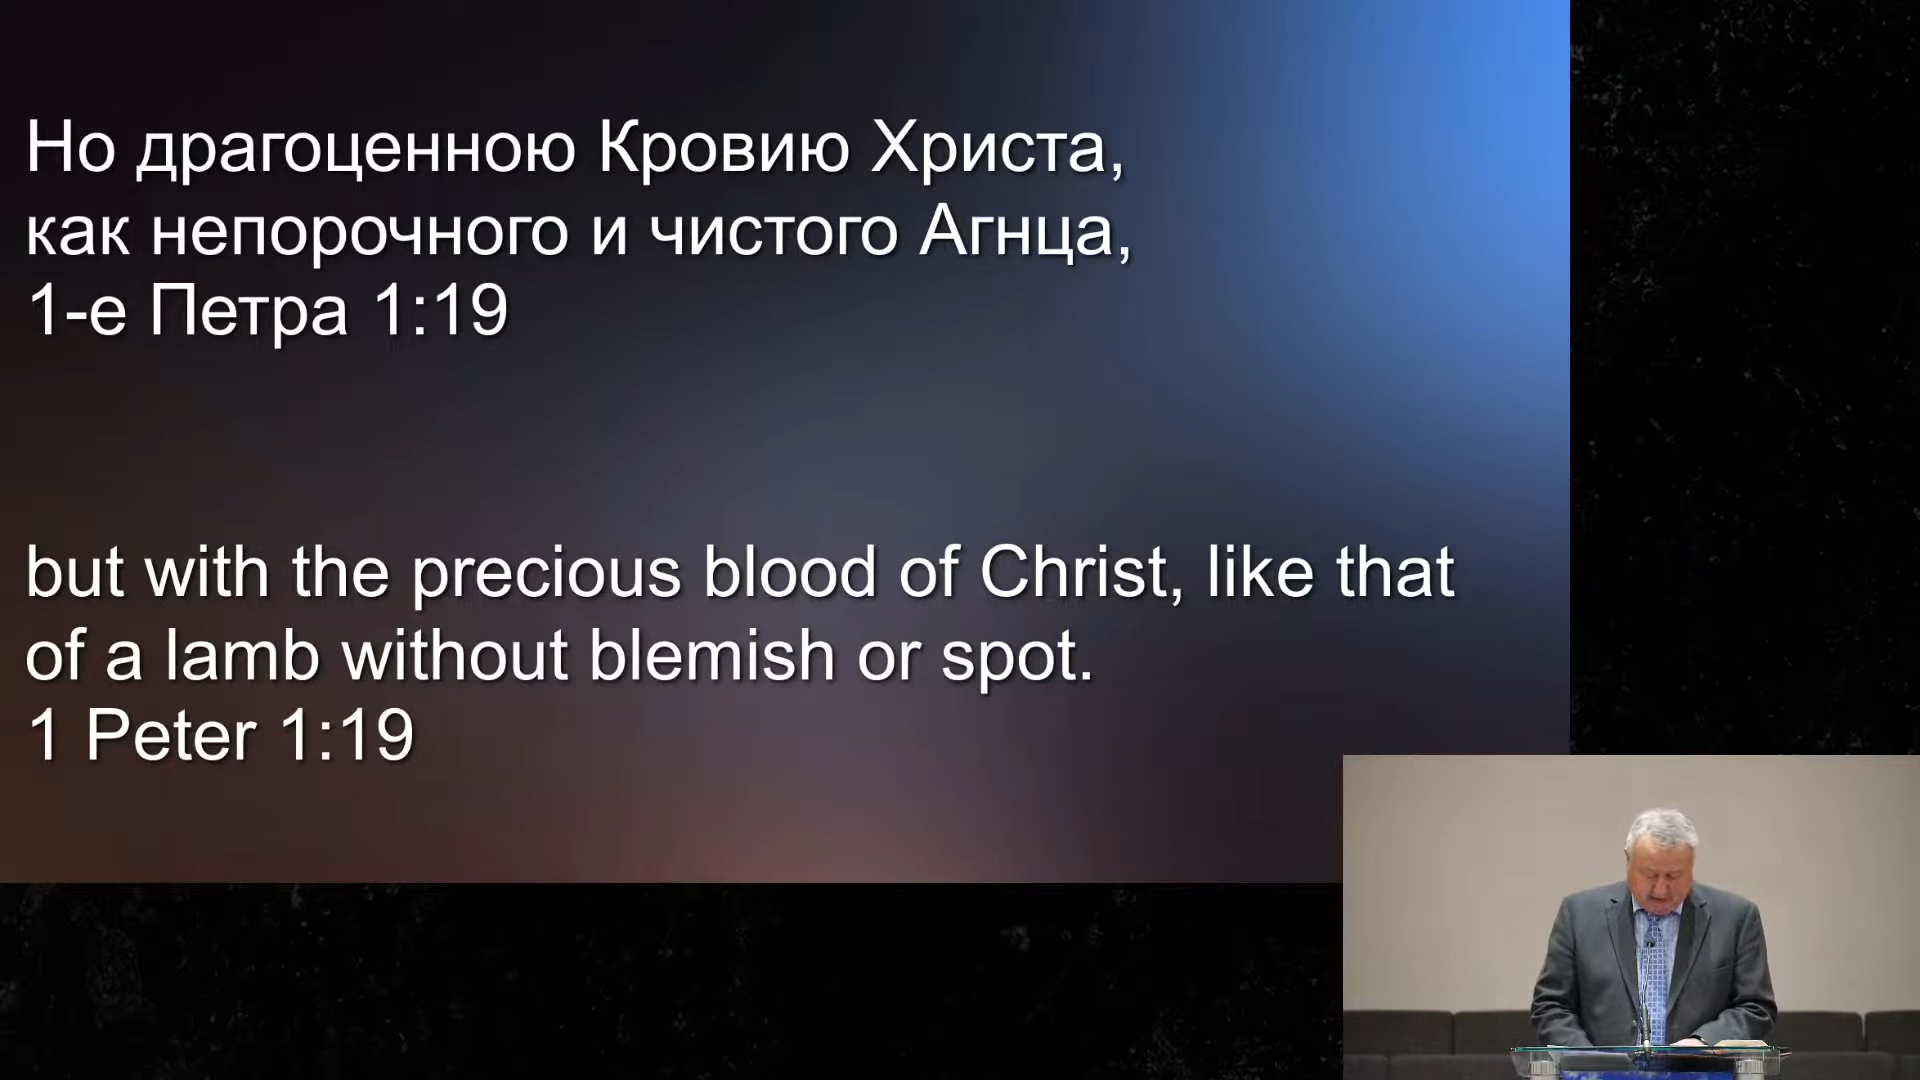 Но драгоценною Кровию Христа,
как непорочного и чистого Агнца,
1-е Петра 1:19
but with the precious blood of Christ, like that
of a lamb without blemish or spot.
1 Peter 1:19